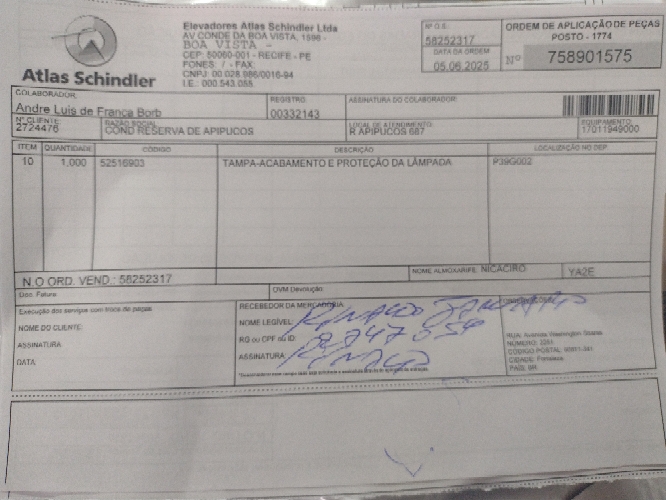 Elevadores Atlas Schindler Ltda
AV CONDE DA BOA VISTA, 1596 -
BOA VISTA -
CEP: 50060-001 - RECIFE - PE
FONES: / - FAX:
CNPJ: 00.028.986/0016-94
I.E.: 000.543.055
Atlas Schindler
Nº O.S.
58252317
DATA DA ORDEM
05.06.2025
ORDEM DE APLICAÇÃO DE PEÇAS
POSTO - 1774
Nº 758901575
COLABORADOR:
Andre Luis de Franca Borb
REGISTRO:
00332143
ASSINATURA DO COLABORADOR:
Nº CLIENTE:
2724476
RAZÃO SOCIAL:
COND RESERVA DE APIPUCOS
LOCAL DE ATENDIMENTO:
R APIPUCOS 687
EQUIPAMENTO:
17011949000
ITEM QUANTIDADE CÓDIGO DESCRIÇÃO LOCALIZAÇÃO NO DEP.
10 1,000 52516903 TAMPA-ACABAMENTO E PROTEÇÃO DA LÂMPADA P39G002
NOME ALMOXARIFE: NICACIRO YA2E
N.O ORD. VEND.: 58252317
Doc. Fatura:
OVM Devolução:
Execução dos serviços com troca de peças
NOME DO CLIENTE:
ASSINATURA
DATA
RECEBEDOR DA MERCADORIA:
NOME LEGÍVEL:
RG ou CPF ou ID:
ASSINATURA:
RUA: Avenida Washington Soares
CIDADE: Fortaleza
PAÍS: BR